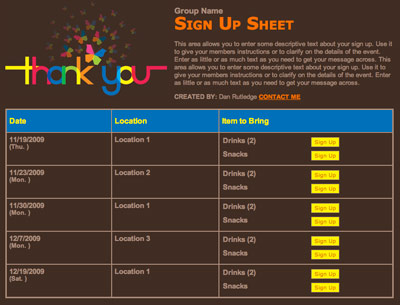 thank you
Group Name
SIGN UP SHEET
This area allows you to enter some descriptive text about your sign up. Use it
to give your members instructions or to clarify on the details of the event.
Enter as little or as much text as you need to get your message across. This
area allows you to enter some descriptive text about your sign up. Use it to
give your members instructions or to clarify on the details of the event. Enter
as little or as much text as you need to get your message across.
CREATED BY: Dan Rutledge CONTACT ME
Date Location Item to Bring
11/19/2009 Location 1 Drinks (2) Sign Up
(Thu. )
Snacks Sign Up
11/23/2009 Location 2 Drinks (2) Sign Up
(Mon. )
Snacks Sign Up
11/30/2009 Location 1 Drinks (2) Sign Up
(Mon. )
Snacks Sign Up
12/7/2009 Location 3 Drinks (2) Sign Up
(Mon. )
Snacks Sign Up
12/19/2009 Location 1 Drinks (2) Sign Up
(Sat. )
Snacks Sign Up